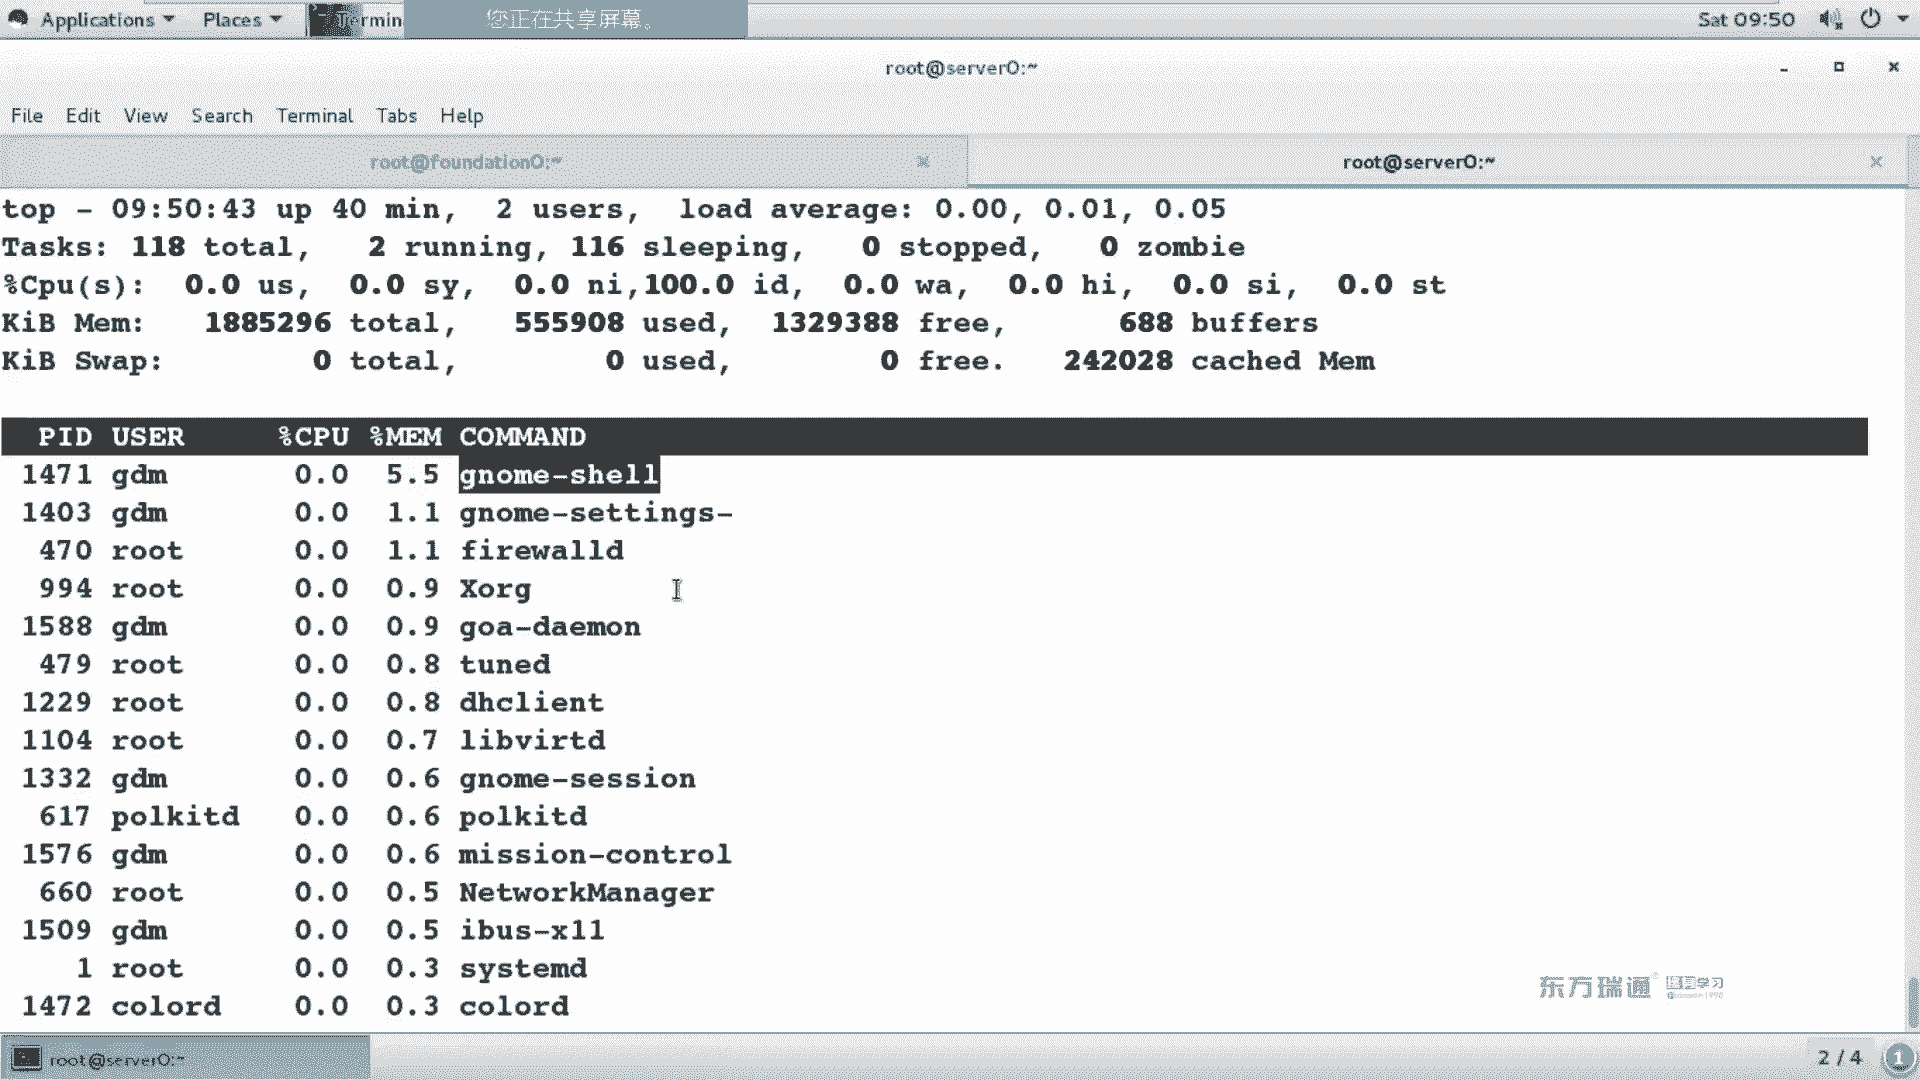 Applications Places Termin 您正在共享屏幕。 Sat 09:50
root@server0:~
File Edit View Search Terminal Tabs Help
root@foundation0:~ root@server0:~
top - 09:50:43 up 40 min, 2 users, load average: 0.00, 0.01, 0.05
Tasks: 118 total, 2 running, 116 sleeping, 0 stopped, 0 zombie
%Cpu(s): 0.0 us, 0.0 sy, 0.0 ni,100.0 id, 0.0 wa, 0.0 hi, 0.0 si, 0.0 st
KiB Mem: 1885296 total, 555908 used, 1329388 free, 688 buffers
KiB Swap: 0 total, 0 used, 0 free. 242028 cached Mem
PID USER %CPU %MEM COMMAND
1471 gdm 0.0 5.5 gnome-shell
1403 gdm 0.0 1.1 gnome-settings-
470 root 0.0 1.1 firewalld
994 root 0.0 0.9 Xorg
1588 gdm 0.0 0.9 goa-daemon
479 root 0.0 0.8 tuned
1229 root 0.0 0.8 dhclient
1104 root 0.0 0.7 libvirtd
1332 gdm 0.0 0.6 gnome-session
617 polkitd 0.0 0.6 polkitd
1576 gdm 0.0 0.6 mission-control
660 root 0.0 0.5 NetworkManager
1509 gdm 0.0 0.5 ibus-x11
1 root 0.0 0.3 systemd
1472 colord 0.0 0.3 colord
东方瑞通® 学习
root@server0:~ 2 / 4 1